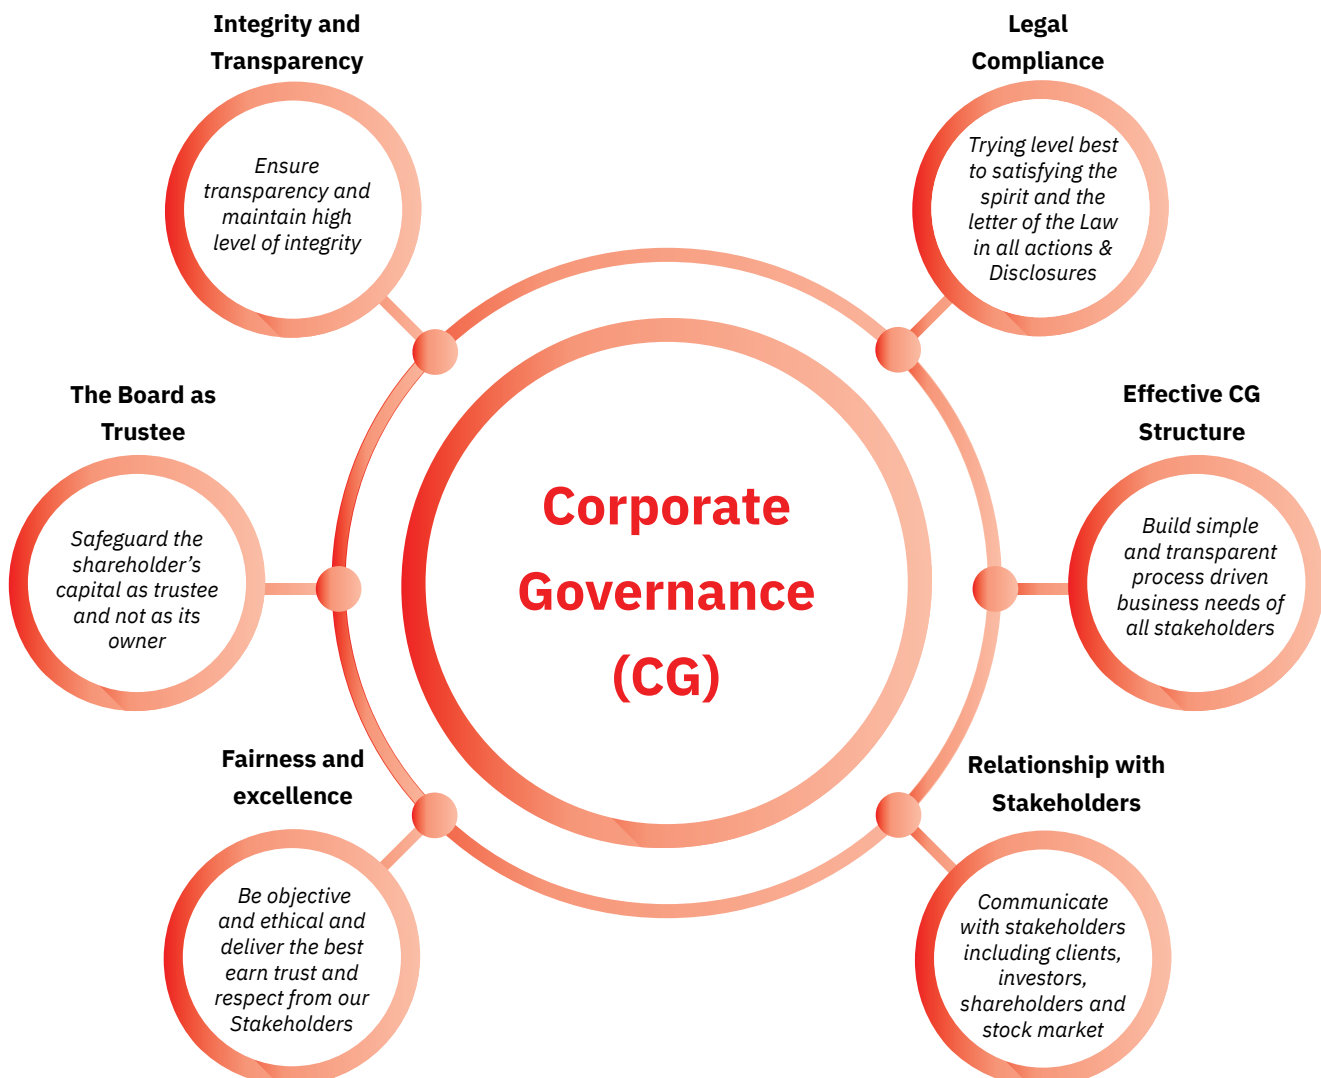 Integrity and
Transparency
Ensure
transparency and
maintain high
level of integrity
Legal
Compliance
Trying level best
to satisfying the
spirit and the
letter of the Law
in all actions &
Disclosures
The Board as
Trustee
Safeguard the
shareholder’s
capital as trustee
and not as its
owner
Corporate
Governance
(CG)
Effective CG
Structure
Build simple
and transparent
process driven
business needs of
all stakeholders
Fairness and
excellence
Be objective
and ethical and
deliver the best
earn trust and
respect from our
Stakeholders
Relationship with
Stakeholders
Communicate
with stakeholders
including clients,
investors,
shareholders and
stock market